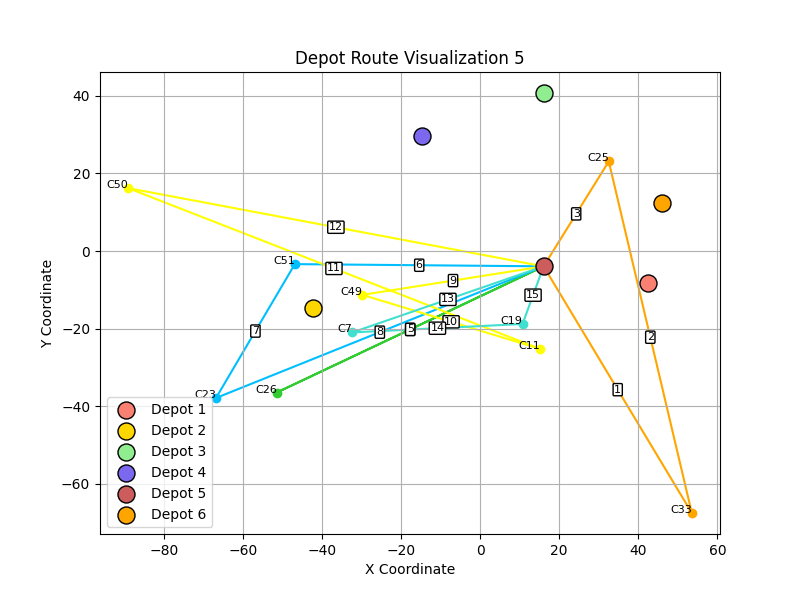 Depot Route Visualization 5
40
20
0
−20
−40
−60
Y Coordinate
−80
−60
−40
−20
0
20
40
60
X Coordinate
C50
C25
C51
C49
C7
C19
C11
C23
C26
C33
12
3
11
6
9
13
15
10
14
5
8
7
2
1
Depot 1
Depot 2
Depot 3
Depot 4
Depot 5
Depot 6